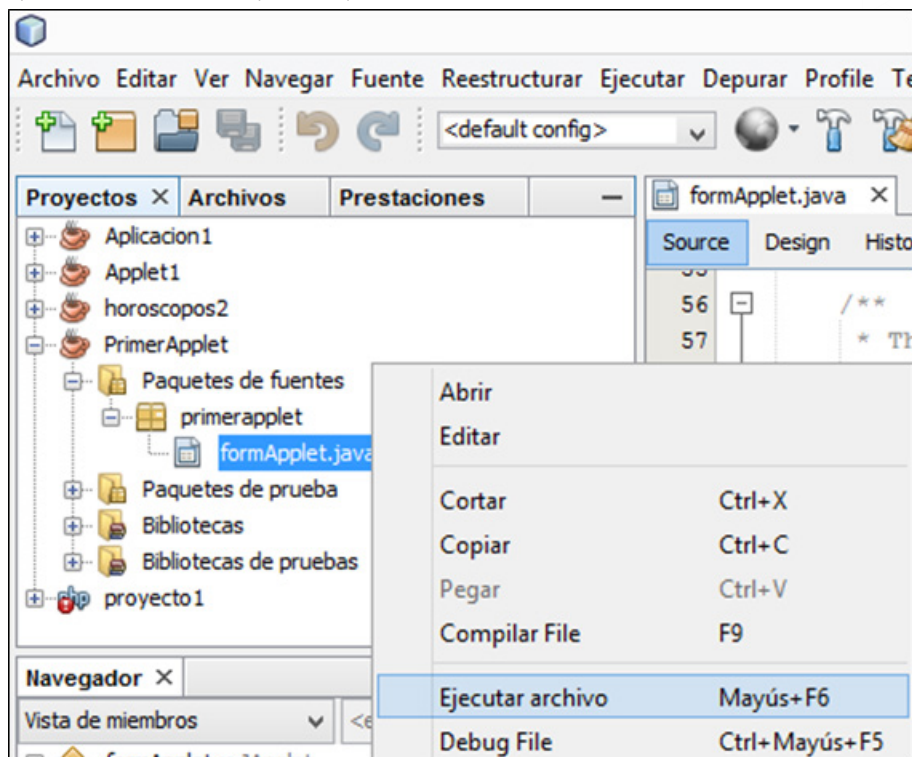 Archivo Editar Ver Navegar Fuente Reestructurar Ejecutar Depurar Profile Te
<default config>
Proyectos Archivos Prestaciones
formApplet.java
Source Design Histo
Aplicacion1
Applet1
horoscopos2
PrimerApplet
Paquetes de fuentes
primerapplet
formApplet.java
Paquetes de prueba
Bibliotecas
Bibliotecas de pruebas
proyecto1
56 /**
57 * Th
Abrir
Editar
Cortar Ctrl+X
Copiar Ctrl+C
Pegar Ctrl+V
Compilar File F9
Ejecutar archivo Mayús+F6
Debug File Ctrl+Mayús+F5
Navegador
Vista de miembros <e